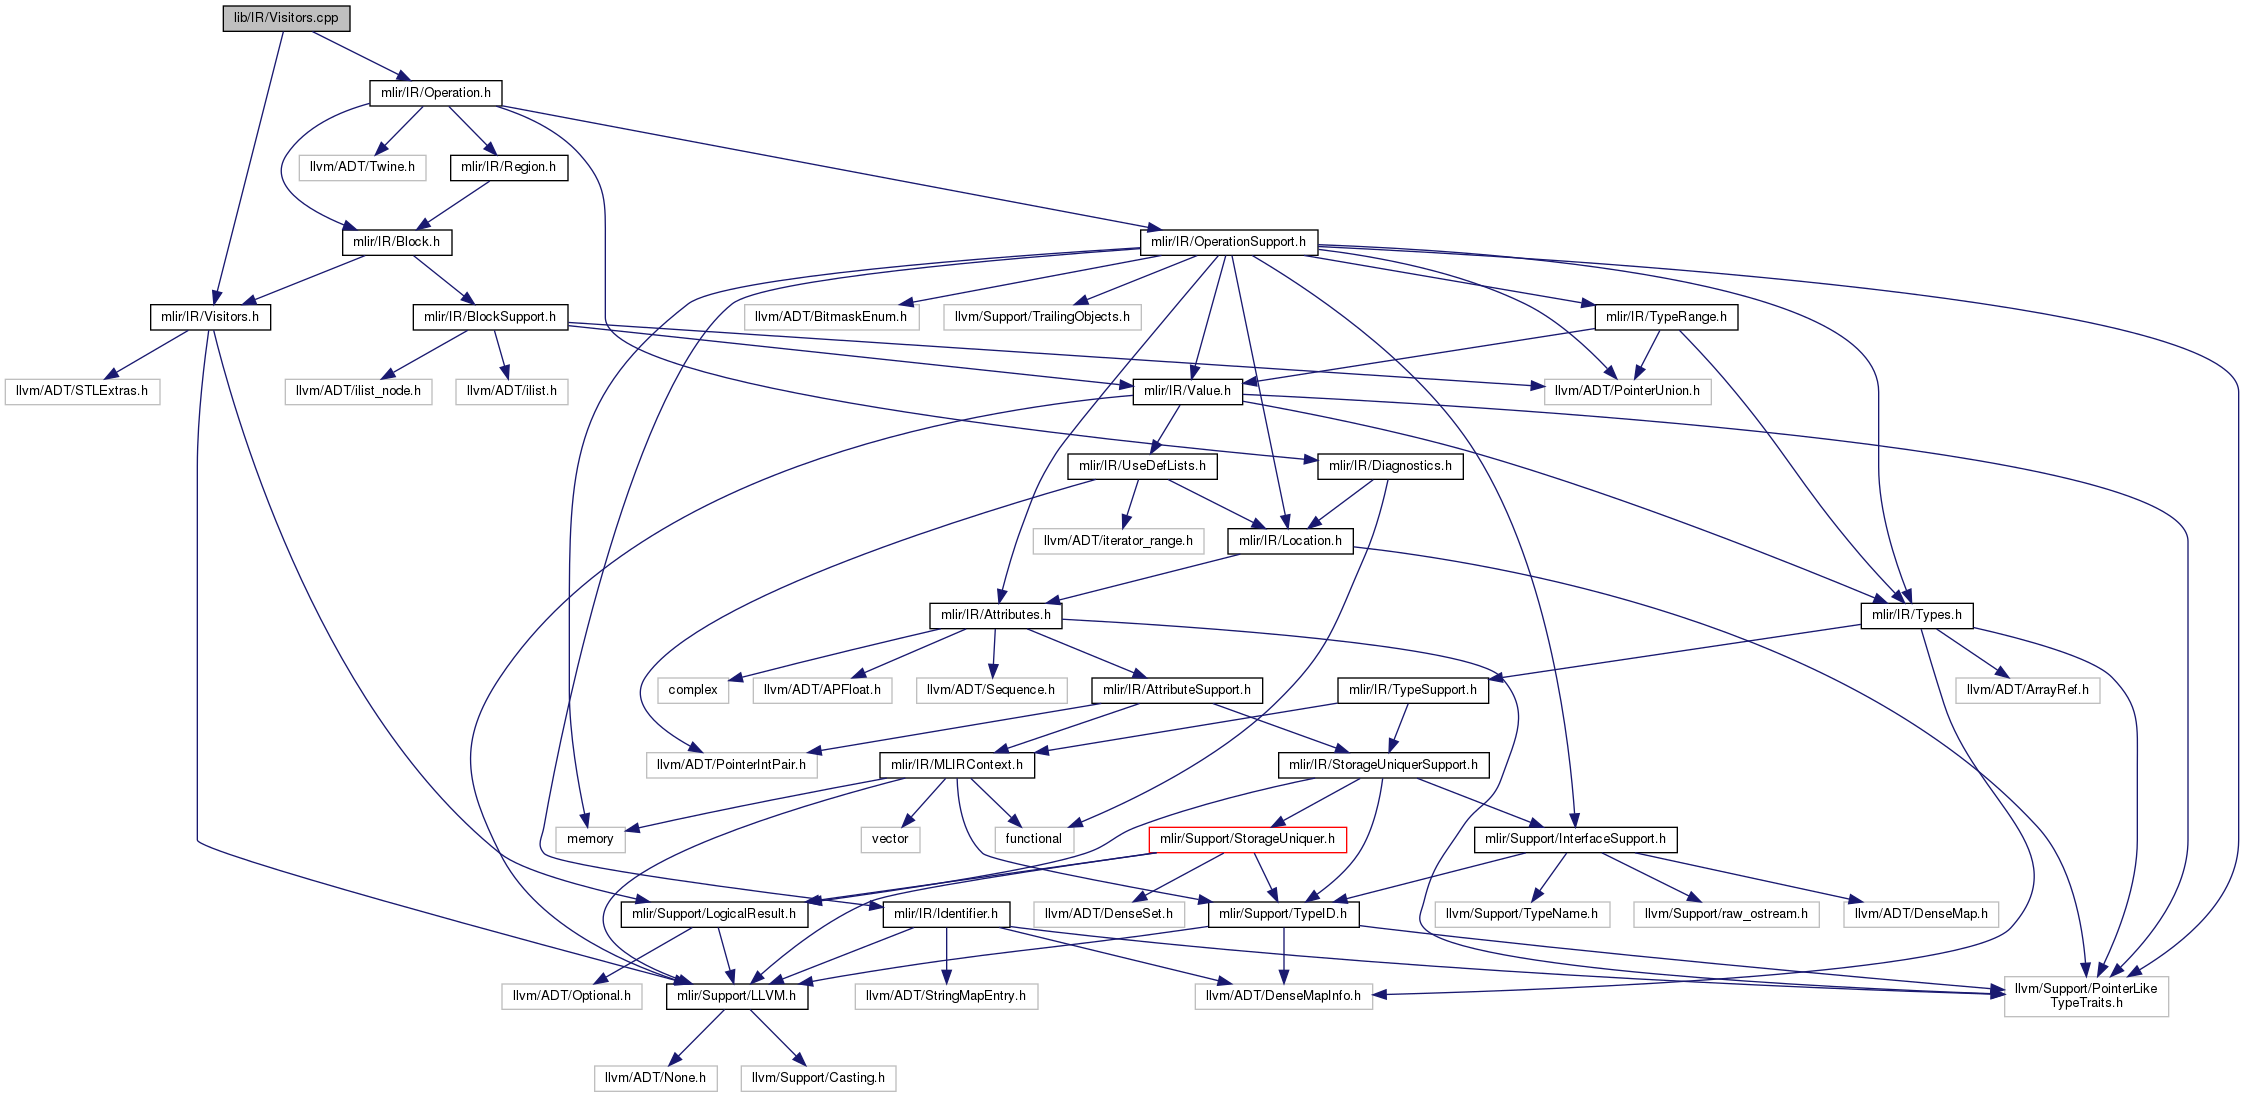 lib/IR/Visitors.cpp
mlir/IR/Operation.h
llvm/ADT/Twine.h
mlir/IR/Region.h
mlir/IR/Block.h
mlir/IR/OperationSupport.h
mlir/IR/Visitors.h
mlir/IR/BlockSupport.h
llvm/ADT/BitmaskEnum.h
llvm/Support/TrailingObjects.h
mlir/IR/TypeRange.h
llvm/ADT/STLExtras.h
llvm/ADT/ilist_node.h
llvm/ADT/ilist.h
mlir/IR/Value.h
llvm/ADT/PointerUnion.h
mlir/IR/UseDefLists.h
mlir/IR/Diagnostics.h
llvm/ADT/iterator_range.h
mlir/IR/Location.h
mlir/IR/Attributes.h
mlir/IR/Types.h
complex
llvm/ADT/APFloat.h
llvm/ADT/Sequence.h
mlir/IR/AttributeSupport.h
mlir/IR/TypeSupport.h
llvm/ADT/ArrayRef.h
llvm/ADT/PointerIntPair.h
mlir/IR/MLIRContext.h
mlir/IR/StorageUniquerSupport.h
memory
vector
functional
mlir/Support/StorageUniquer.h
mlir/Support/InterfaceSupport.h
mlir/Support/LogicalResult.h
mlir/IR/Identifier.h
llvm/ADT/DenseSet.h
mlir/Support/TypeID.h
llvm/Support/TypeName.h
llvm/Support/raw_ostream.h
llvm/ADT/DenseMap.h
llvm/ADT/Optional.h
mlir/Support/LLVM.h
llvm/ADT/StringMapEntry.h
llvm/ADT/DenseMapInfo.h
llvm/Support/PointerLike
TypeTraits.h
llvm/ADT/None.h
llvm/Support/Casting.h